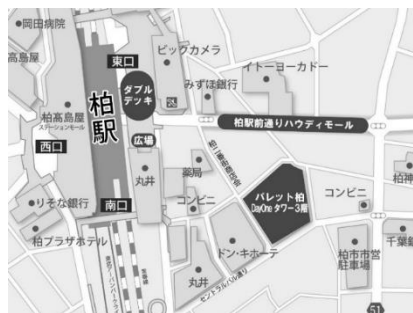 岡田病院
高島屋
東口
ビックカメラ
みずほ銀行
イトーヨーカドー
ダブル
デッキ
柏高島屋
ステーションモール
柏駅
柏駅前通りハウディモール
西口
広場
丸井
薬局
コンビニ
パレット柏
DayOne タワー3階
コンビニ
柏神
りそな銀行
南口
柏プラザホテル
ドン・キホーテ
柏市市営
駐車場
千葉銀
丸井
セントラルパル通り
51